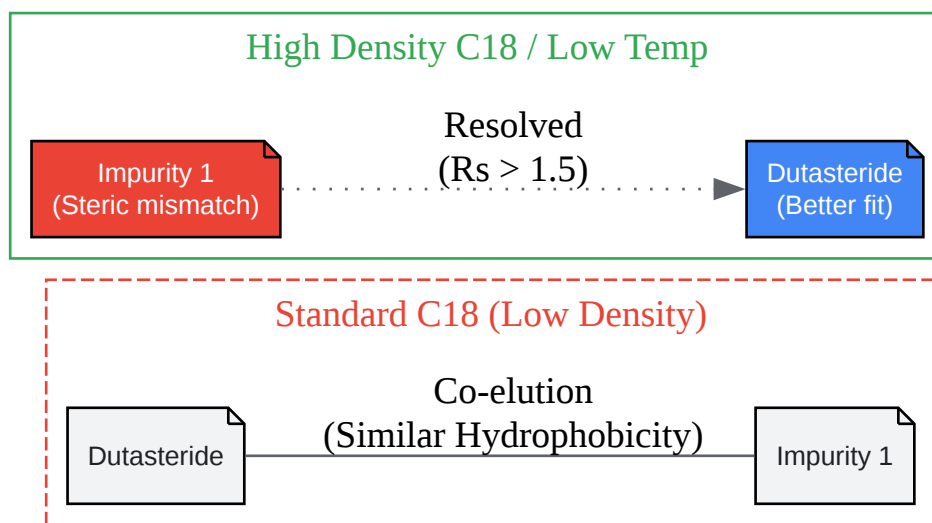 High Density C18 / Low Temp
Resolved
(Rs > 1.5)
Impurity 1
(Steric mismatch)
Dutasteride
(Better fit)
Standard C18 (Low Density)
Co-elution
(Similar Hydrophobicity)
Dutasteride
Impurity 1